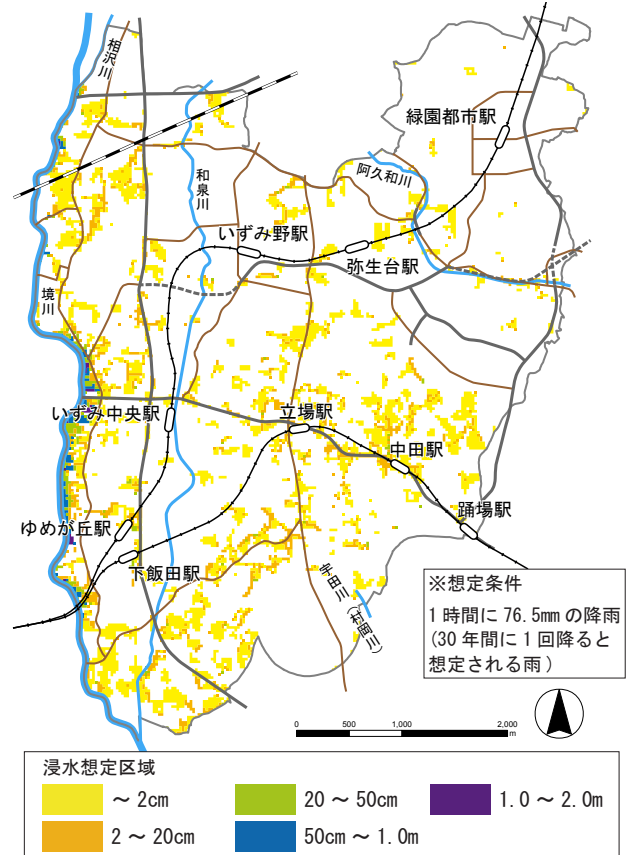 相沢川
緑園都市駅
和泉川
阿久和川
いずみ野駅
弥生台駅
境川
いずみ中央駅
立場駅
中田駅
ゆめが丘駅
踊場駅
下飯田駅
宇田川(村岡川)
※想定条件
1時間に76.5mmの降雨
(30年間に1回降ると
想定される雨)
0 500 1,000 2,000
m
浸水想定区域
~2cm 20~50cm 1.0~2.0m
2~20cm 50cm~1.0m